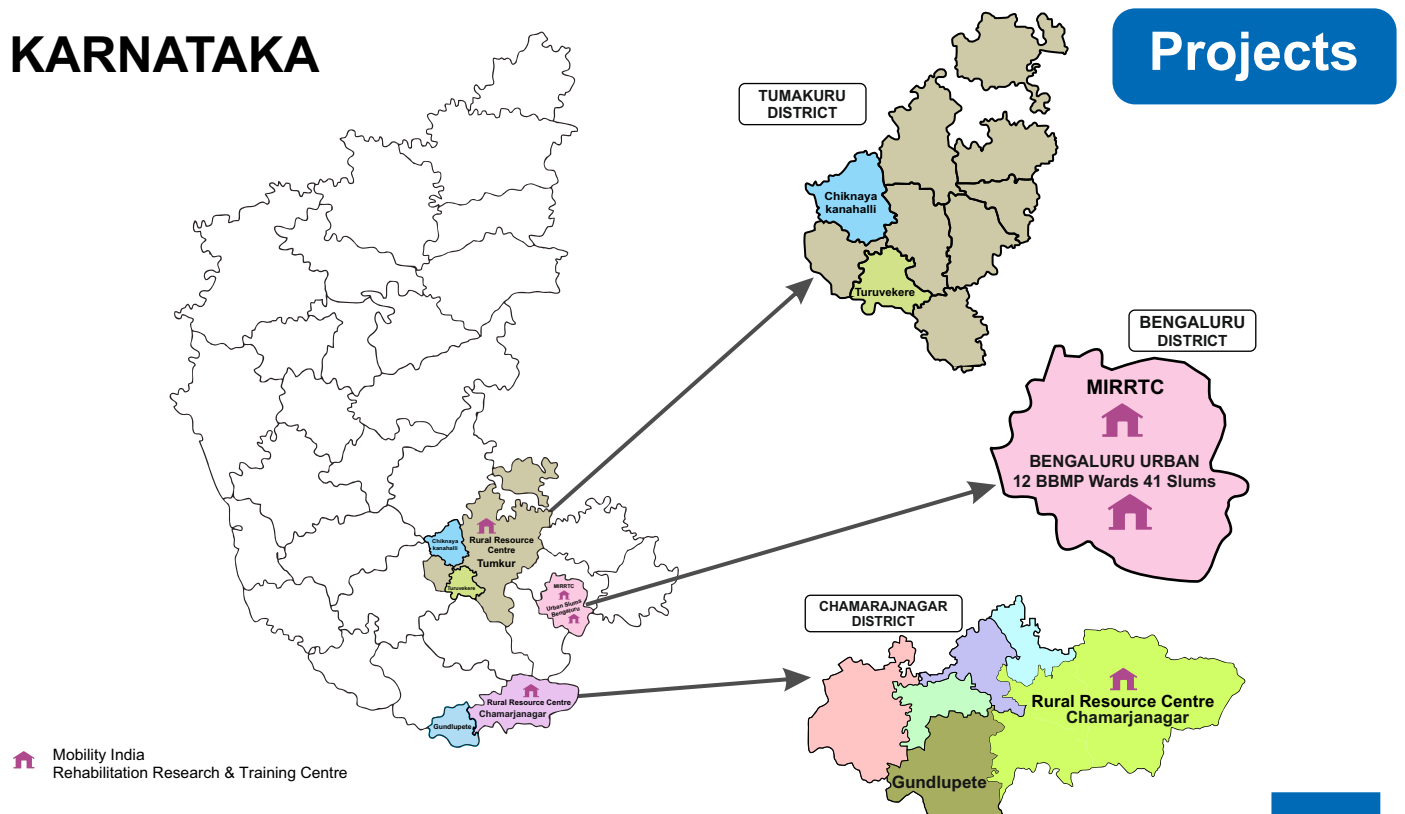 KARNATAKA
Projects
TUMAKURU
DISTRICT
Chiknaya
kanahalli
Turuvekere
BENGALURU
DISTRICT
MIRRTC
BENGALURU URBAN
12 BBMP Wards 41 Slums
Rural Resource
Centre
Tumkur
Chiknaya
kanahalli
Turuvekere
MIRRTC
Urban Slums
Bengaluru
CHAMARAJNAGAR
DISTRICT
Rural Resource Centre
Chamarjanagar
Gundlupete
Rural Resource Centre
Chamarjanagar
Gundlupete
Mobility India
Rehabilitation Research & Training Centre